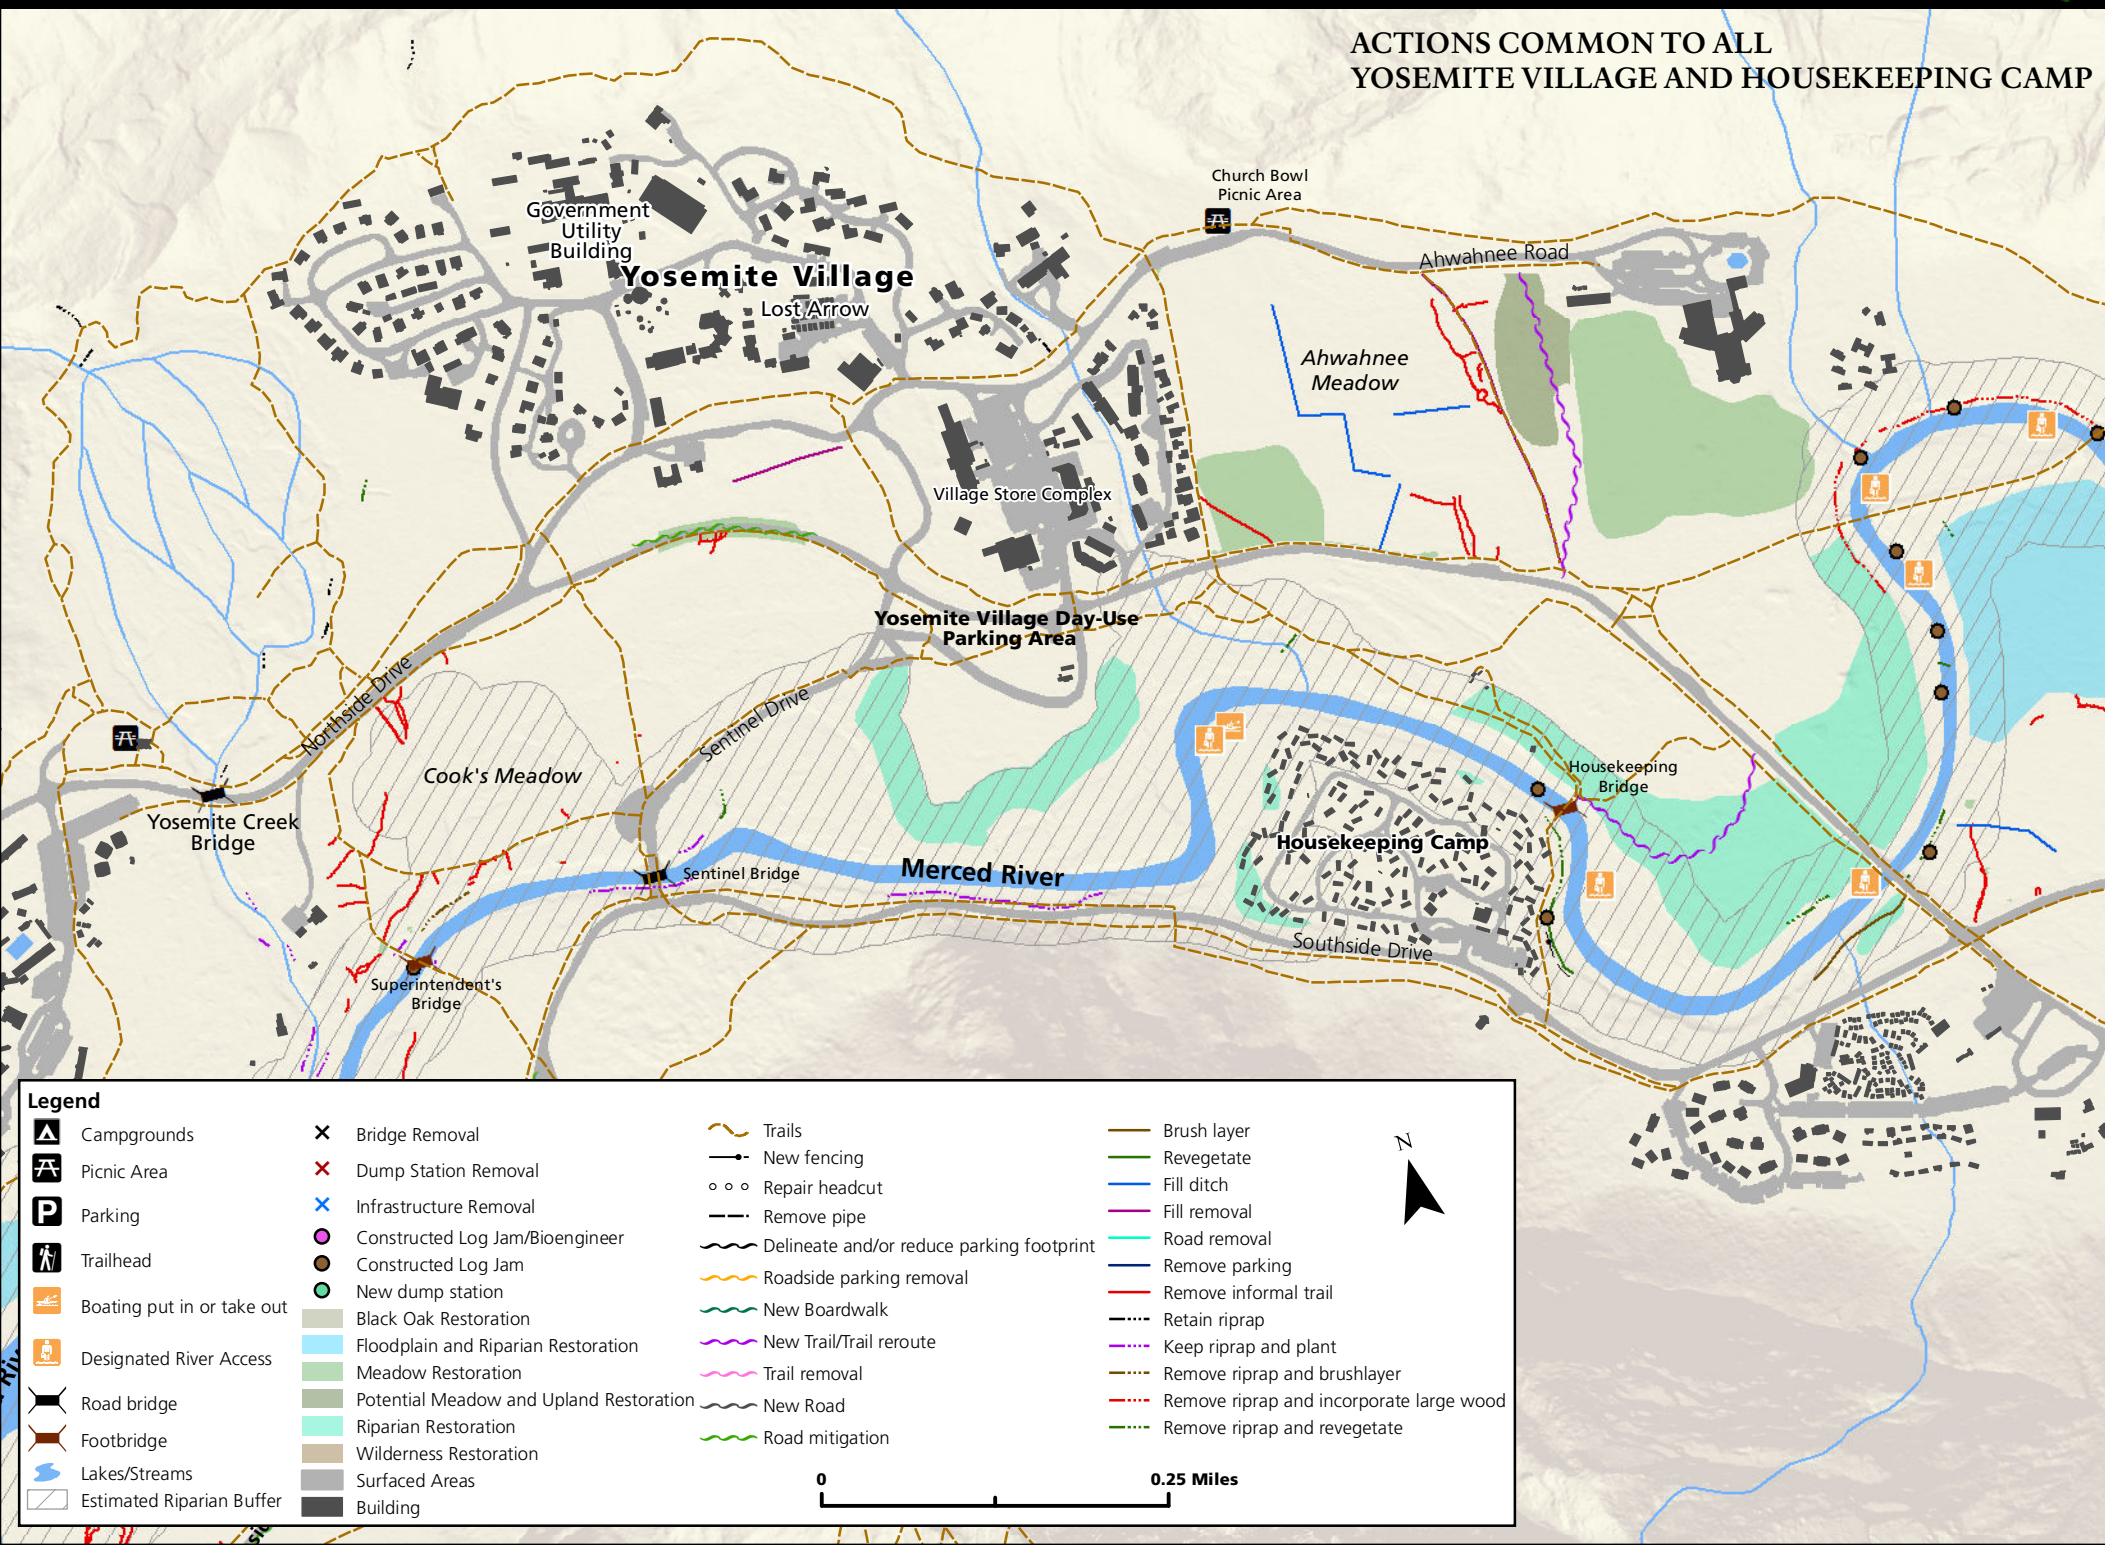 ACTIONS COMMON TO ALL
YOSEMITE VILLAGE AND HOUSEKEEPING CAMP
Church Bowl
Picnic Area
Government
Utility
Building
Yosemite Village
Lost Arrow
Ahwahnee Road
Ahwahnee
Meadow
Village Store Complex
Yosemite Village Day-Use
Parking Area
Northside Drive
Sentinel Drive
Cook's Meadow
Housekeeping
Bridge
Yosemite Creek
Bridge
Housekeeping Camp
Sentinel Bridge
Merced River
Southside Drive
Superintendent's
Bridge
Legend
Campgrounds
Picnic Area
P
Parking
Trailhead
Boating put in or take out
Designated River Access
Road bridge
Footbridge
Lakes/Streams
Estimated Riparian Buffer
Bridge Removal
Dump Station Removal
Infrastructure Removal
Constructed Log Jam/Bioengineer
Constructed Log Jam
New dump station
Black Oak Restoration
Floodplain and Riparian Restoration
Meadow Restoration
Potential Meadow and Upland Restoration
Riparian Restoration
Wilderness Restoration
Surfaced Areas
Building
Trails
New fencing
Repair headcut
Remove pipe
Delineate and/or reduce parking footprint
Roadside parking removal
New Boardwalk
New Trail/Trail reroute
Trail removal
New Road
Road mitigation
Brush layer
Revegetate
Fill ditch
Fill removal
Road removal
Remove parking
Remove informal trail
Retain riprap
Keep riprap and plant
Remove riprap and brushlayer
Remove riprap and incorporate large wood
Remove riprap and revegetate
N
0
0.25 Miles